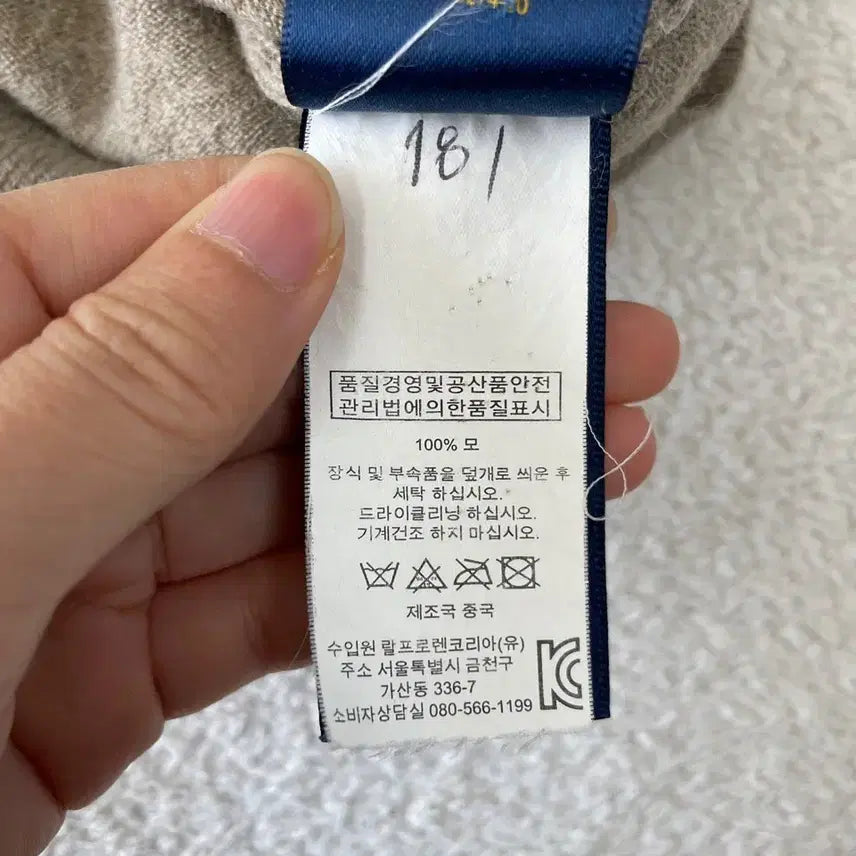 181
품질경영및공산품안전
관리법에의한품질표시
100% 모
장식 및 부속품을 덮개로 씌운 후
세탁 하십시오.
드라이클리닝 하십시오.
기계건조 하지 마십시오.
제조국 중국
수입원 랄프로렌코리아(유)
주소 서울특별시 금천구
가산동 336-7
소비자상담실 080-566-1199